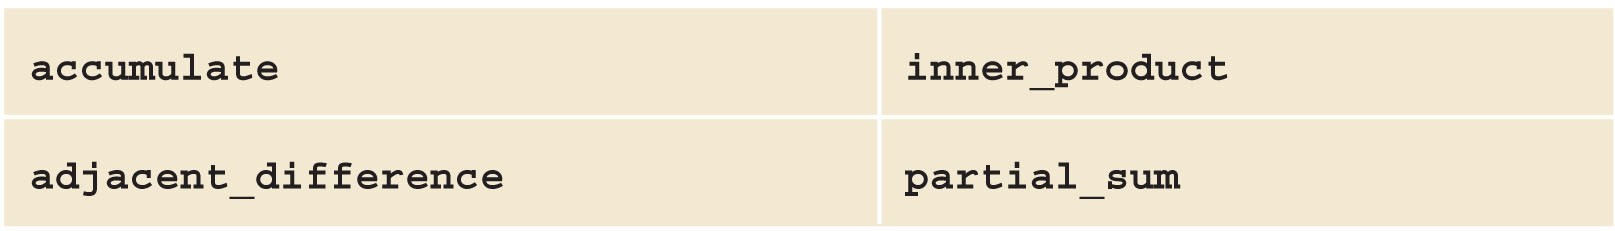 accumulate
inner_product
adjacent_difference
partial_sum